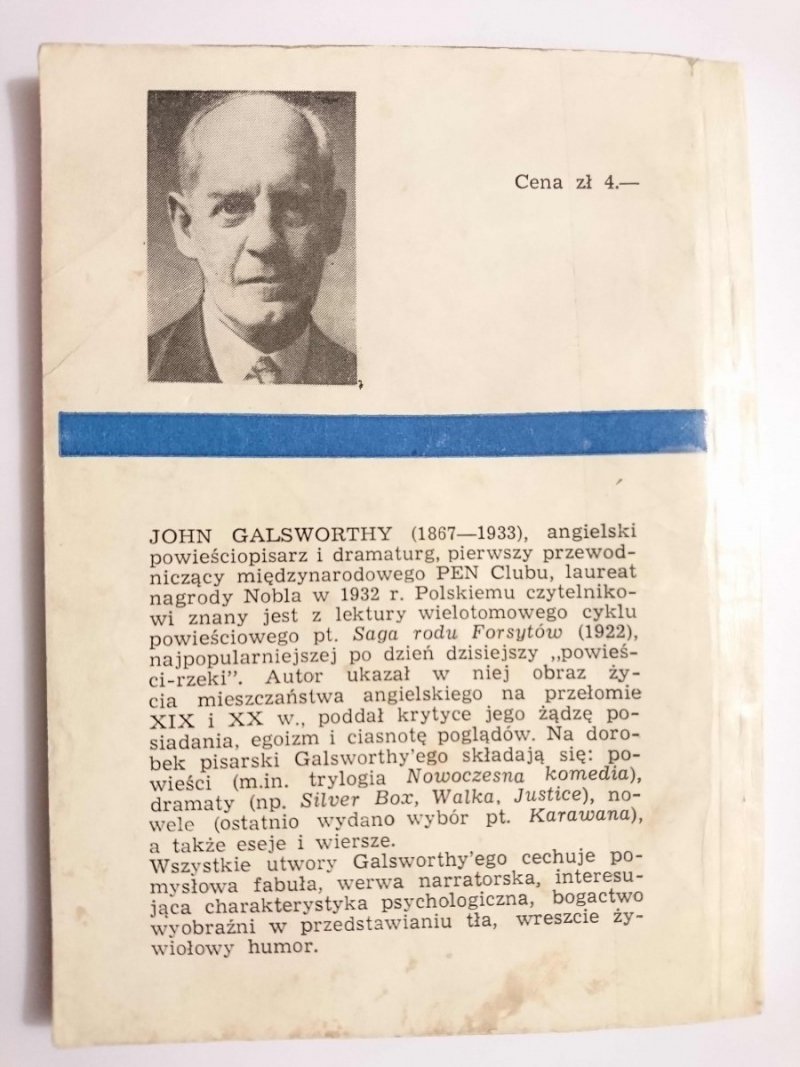 Cena zł 4.—
JOHN GALSWORTHY (1867—1933), angielski
powieściopisarz i dramaturg, pierwszy przewod-
niczący międzynarodowego PEN Clubu, laureat
nagrody Nobla w 1932 r. Polskiemu czytelniko-
wi znany jest z lektury wielotomowego cyklu
powieściowego pt. Saga rodu Forsytów (1922),
najpopularniejszej po dzień dzisiejszy „powieś-
ci-rzeki”. Autor ukazał w niej obraz ży-
cia mieszczaństwa angielskiego na przełomie
XIX i XX w., poddał krytyce jego żądzę po-
siadania, egoizm i ciasnotę poglądów. Na doro-
bek pisarski Galsworthy'ego składają się: po-
wieści (m.in. trylogia Nowoczesna komedia),
dramaty (np. Silver Box, Walka, Justice), no-
wele (ostatnio wydano wybór pt. Karawana),
a także eseje i wiersze.
Wszystkie utwory Galsworthy'ego cechuje po-
mysłowa fabuła, werwa narratorska, interesu-
jąca charakterystyka psychologiczna, bogactwo
wyobraźni w przedstawianiu tła, wreszcie ży-
wiołowy humor.